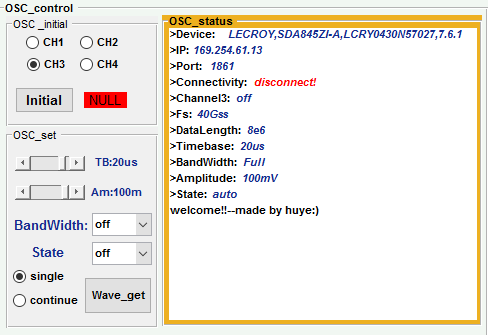 OSC_control
OSC _initial
CH1
CH2
CH3
CH4
Initial
NULL
OSC_set
TB:20us
Am:100m
BandWidth:
off
State
off
single
continue
Wave_get
OSC_status
>Device: LECROY,SDA845ZI-A,LCRY0430N57027,7.6.1
>IP: 169.254.61.13
>Port: 1861
>Connectivity: disconnect!
>Channel3: off
>Fs: 40Gss
>DataLength: 8e6
>Timebase: 20us
>BandWidth: Full
>Amplitude: 100mV
>State: auto
welcome!!--made by huye:)